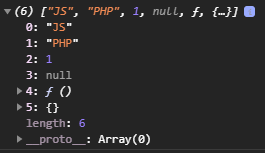 ▼(6) ["JS", "PHP", 1, null, ƒ, {…}] i
0: "JS"
1: "PHP"
2: 1
3: null
▶ 4: ƒ ()
▶ 5: {}
length: 6
▶ __proto__: Array(0)